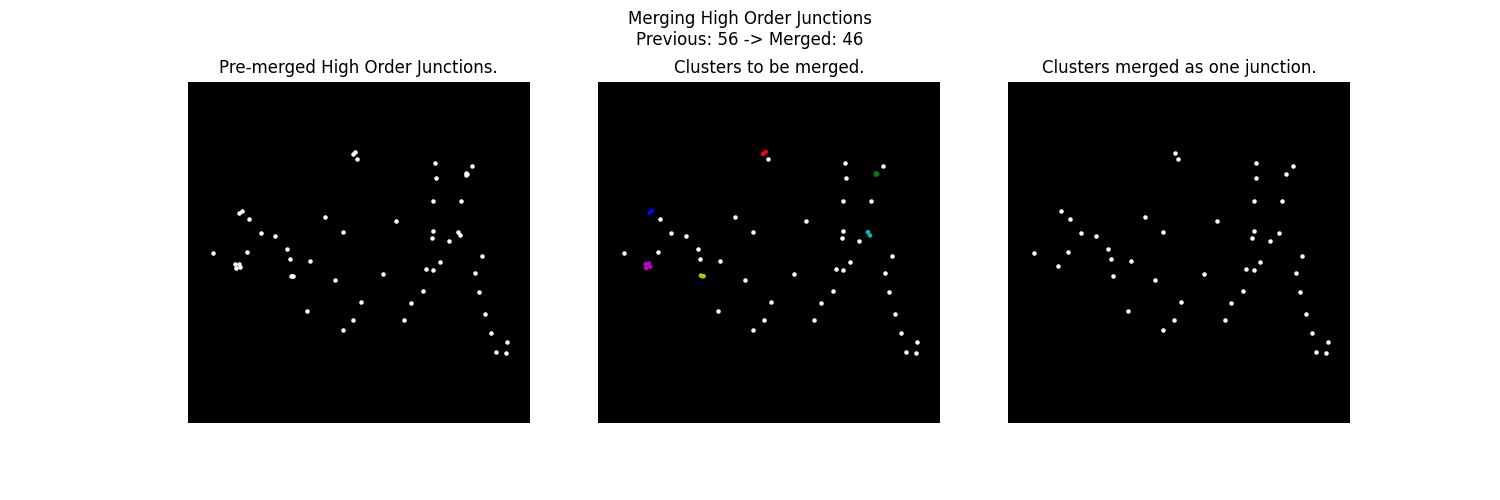 Merging High Order Junctions
Previous: 56 -> Merged: 46
Pre-merged High Order Junctions.
Clusters to be merged.
Clusters merged as one junction.